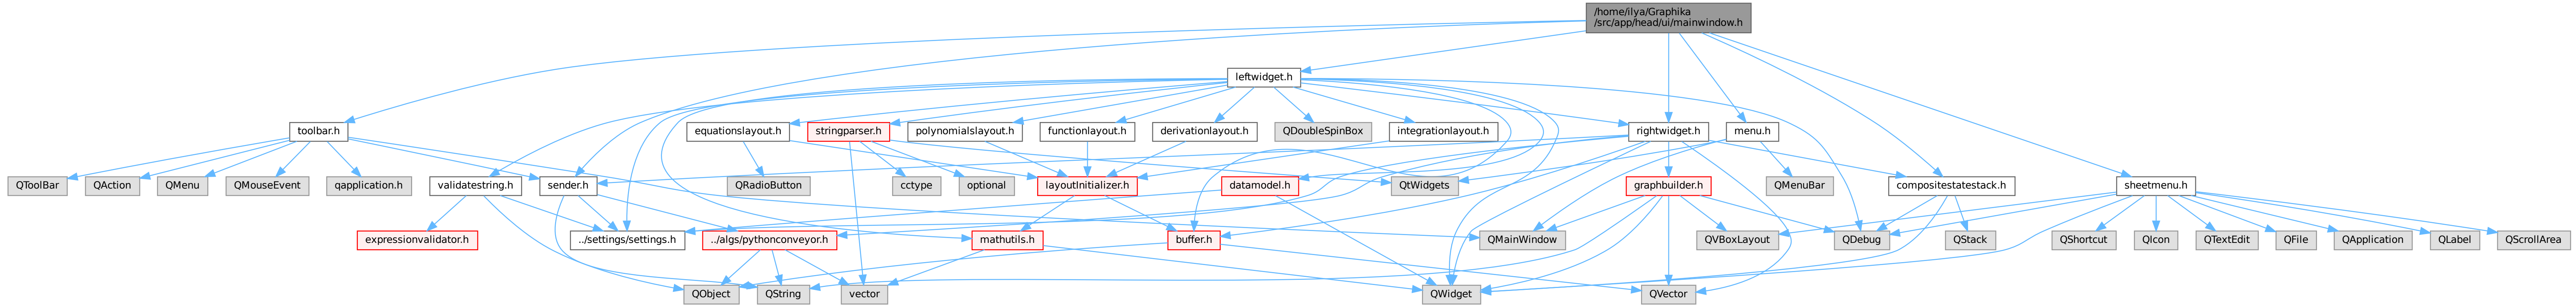 /home/ilya/Graphika
/src/app/head/ui/mainwindow.h
leftwidget.h
toolbar.h
equationslayout.h
stringparser.h
polynomialslayout.h
functionlayout.h
derivationlayout.h
QDoubleSpinBox
integrationlayout.h
rightwidget.h
menu.h
QToolBar
QAction
QMenu
QMouseEvent
qapplication.h
validatestring.h
sender.h
QRadioButton
cctype
optional
layoutInitializer.h
datamodel.h
QtWidgets
graphbuilder.h
QMenuBar
compositestatestack.h
sheetmenu.h
expressionvalidator.h
../settings/settings.h
../algs/pythonconveyor.h
mathutils.h
buffer.h
QMainWindow
QVBoxLayout
QDebug
QStack
QShortcut
QIcon
QTextEdit
QFile
QApplication
QLabel
QScrollArea
QObject
QString
vector
QWidget
QVector